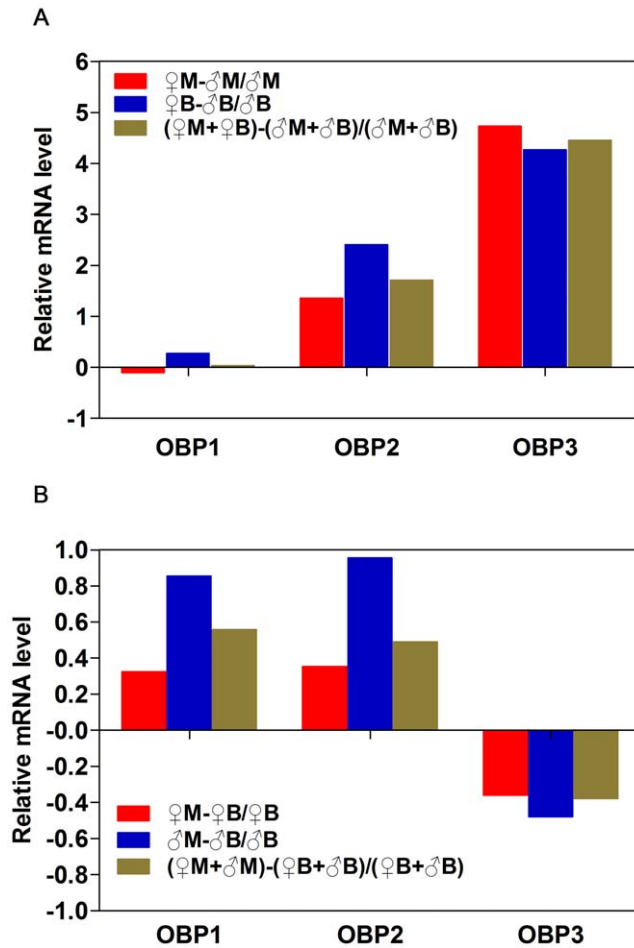 A
6
5
4
3
2
1
0
-1
Relative mRNA level
♀M-♂M/♂M
♀B-♂B/♂B
(♀M+♀B)-(♂M+♂B)/(♂M+♂B)
OBP1 OBP2 OBP3
B
1.0
0.8
0.6
0.4
0.2
-0.0
-0.2
-0.4
-0.6
-0.8
-1.0
Relative mRNA level
♀M-♀B/♀B
♂M-♂B/♂B
(♀M+♂M)-(♀B+♂B)/(♀B+♂B)
OBP1 OBP2 OBP3